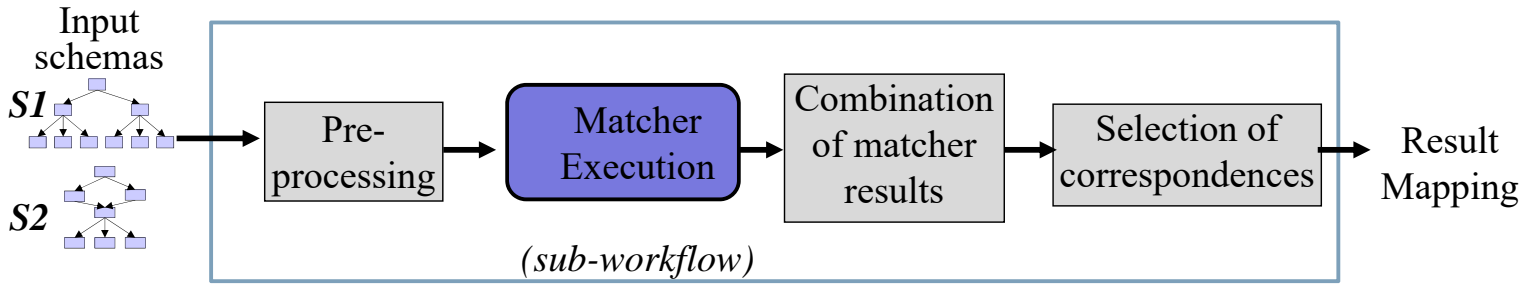 Input
schemas
S1
S2
Pre-
processing
Matcher
Execution
(sub-workflow)
Combination
of matcher
results
Selection of
correspondences
Result
Mapping